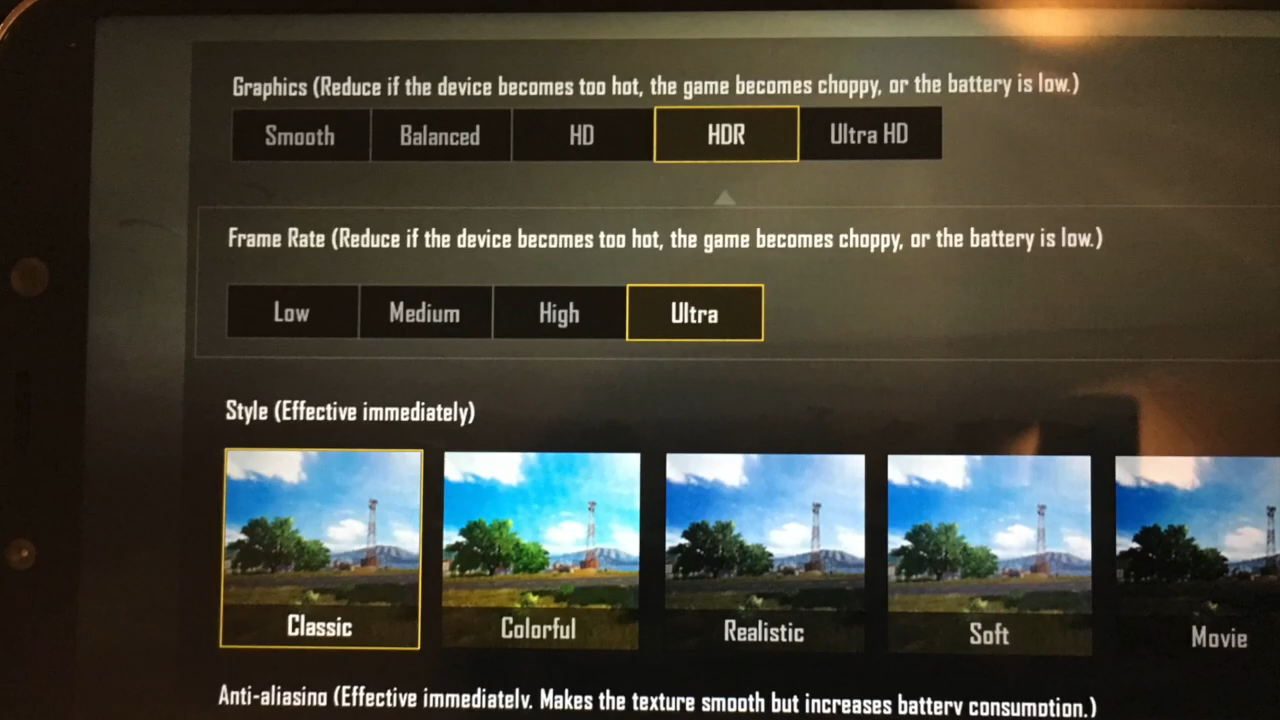 Graphics (Reduce if the device becomes too hot, the game becomes choppy, or the battery is low.)
Smooth Balanced HD HDR Ultra HD
Frame Rate (Reduce if the device becomes too hot, the game becomes choppy, or the battery is low.)
Low Medium High Ultra
Style (Effective immediately)
Classic Colorful Realistic Soft Movie
Anti-aliasing (Effective immediately. Makes the texture smooth but increases battery consumption.)